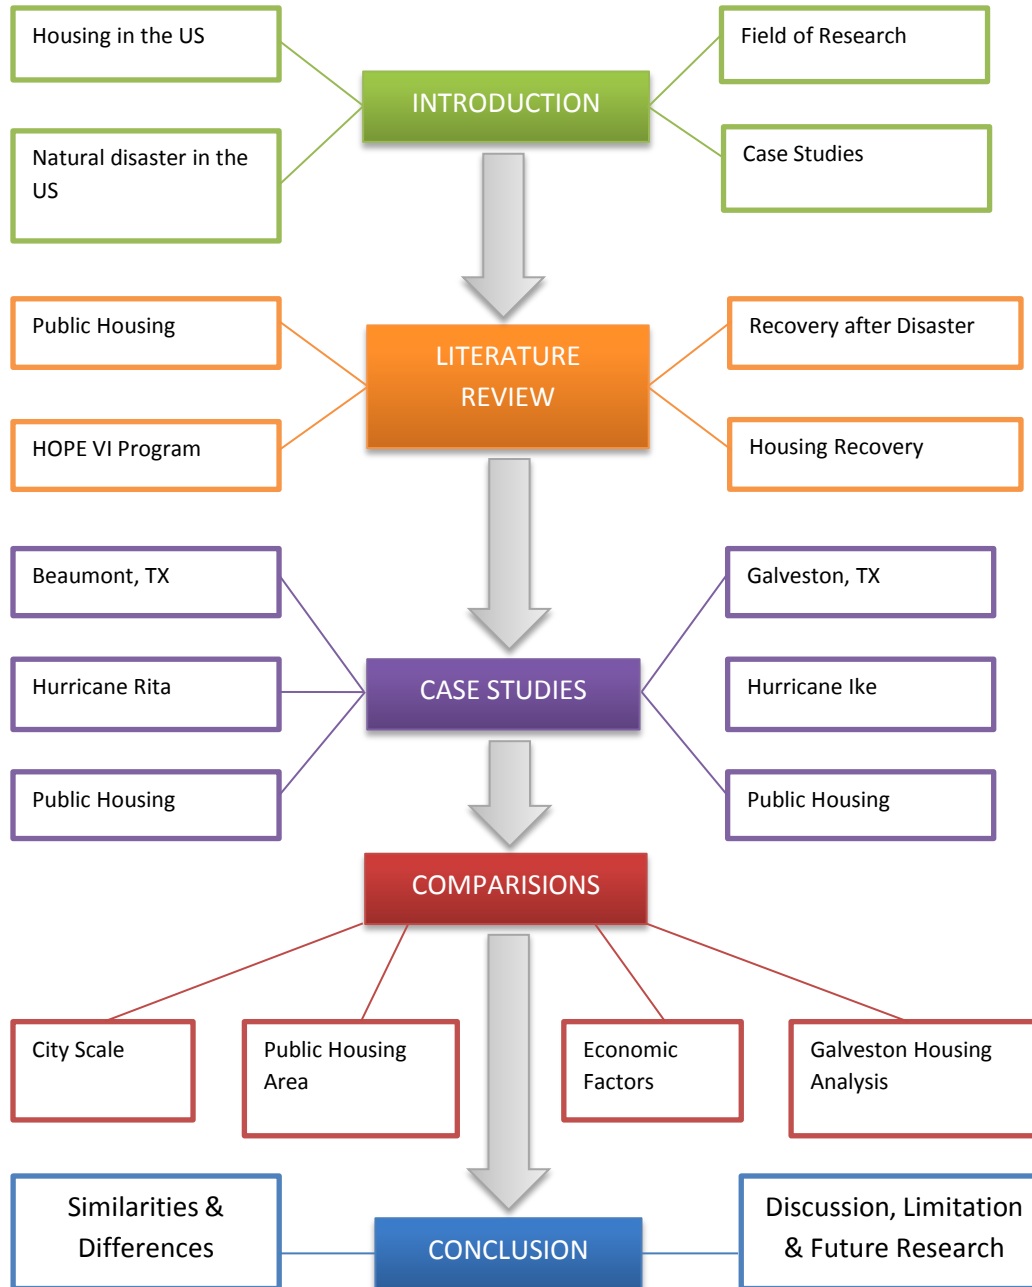 Housing in the US
Field of Research
INTRODUCTION
Natural disaster in the
US
Case Studies
Public Housing
Recovery after Disaster
LITERATURE
REVIEW
HOPE VI Program
Housing Recovery
Beaumont, TX
Galveston, TX
Hurricane Rita
CASE STUDIES
Hurricane Ike
Public Housing
Public Housing
COMPARISIONS
City Scale
Public Housing
Area
Economic
Factors
Galveston Housing
Analysis
Similarities &
Differences
CONCLUSION
Discussion, Limitation
& Future Research